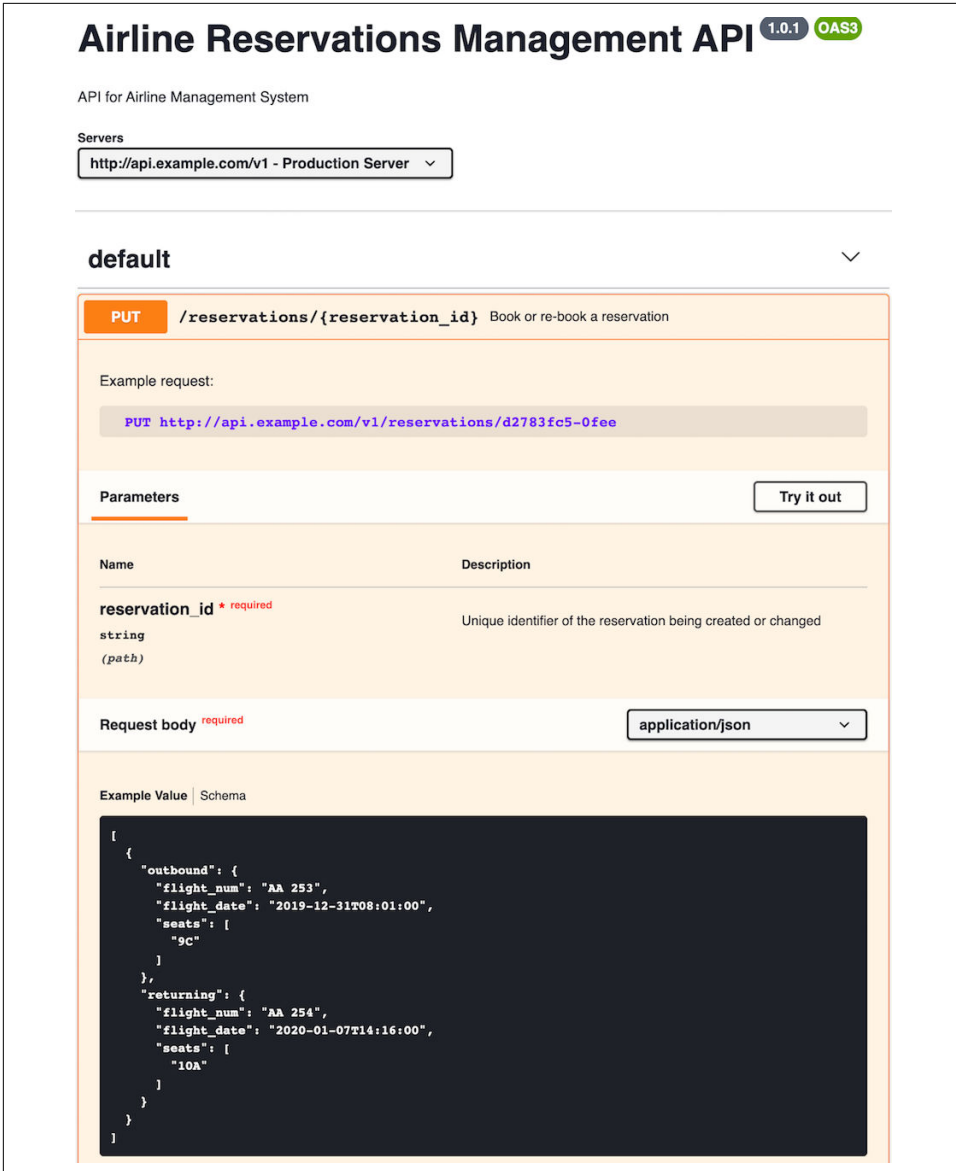 Airline Reservations Management API 1.0.1 OAS3
API for Airline Management System
Servers
http://api.example.com/v1 - Production Server
default
PUT /reservations/{reservation_id} Book or re-book a reservation
Example request:
PUT http://api.example.com/v1/reservations/d2783fc5-0fee
Parameters Try it out
Name Description
reservation_id * required
string
(path)
Unique identifier of the reservation being created or changed
Request body required application/json
Example Value Schema
[
  {
    "outbound": {
      "flight_num": "AA 253",
      "flight_date": "2019-12-31T08:01:00",
      "seats": [
        "9C"
      ]
    },
    "returning": {
      "flight_num": "AA 254",
      "flight_date": "2020-01-07T14:16:00",
      "seats": [
        "10A"
      ]
    }
  }
]